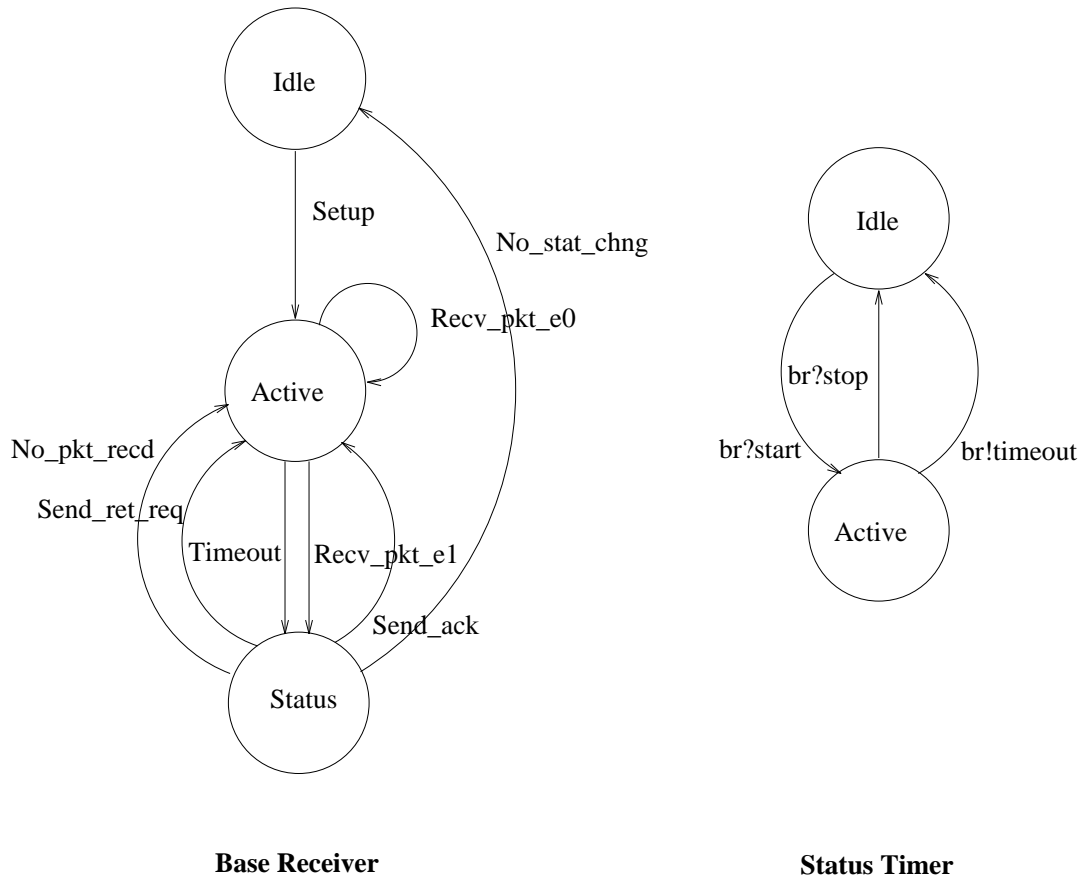 Idle
Setup
No_stat_chng
Recv_pkt_e0
Active
No_pkt_recd
Send_ret_req
Timeout
Recv_pkt_e1
Send_ack
Status
Base Receiver
Idle
br?stop
br?start
br!timeout
Active
Status Timer